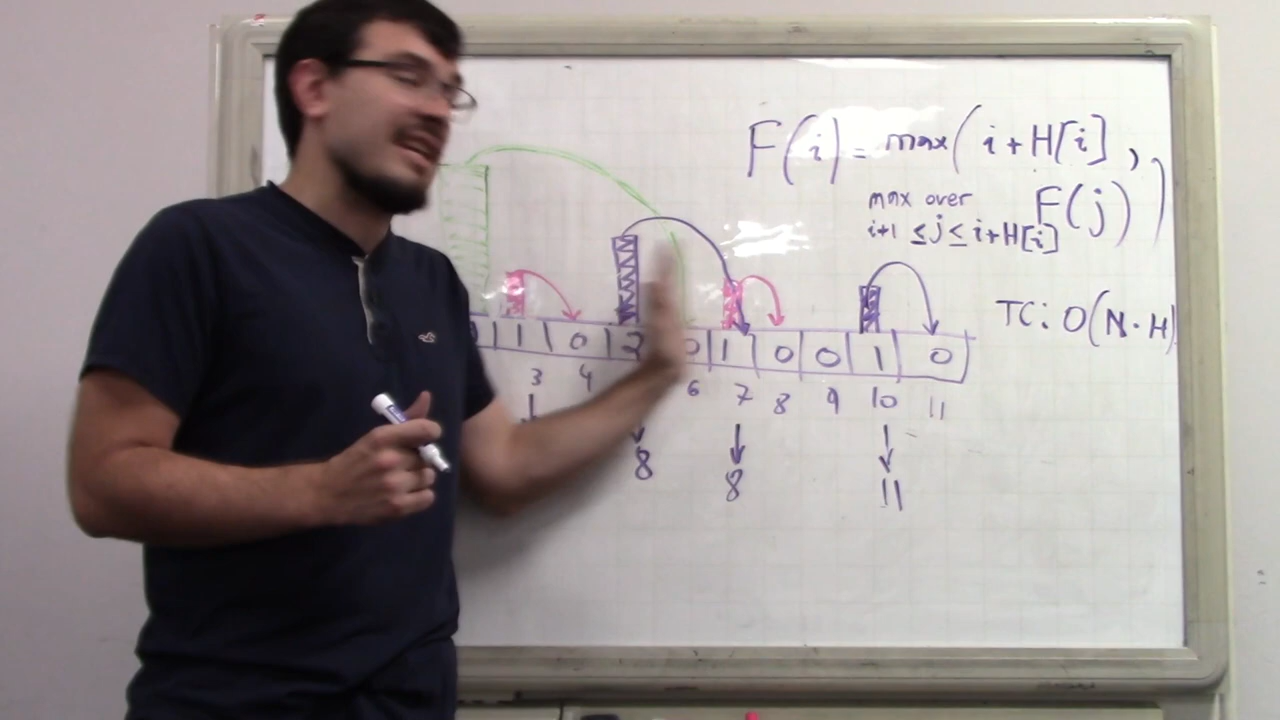 F(i) = max( i+H[i] ,
max over F(j) )
i+1 ≤ j ≤ i+H[i]
TC: O(N·H)
1 0 2 0 1 0 0 1 0
3 4 6 7 8 9 10 11
8 8 11